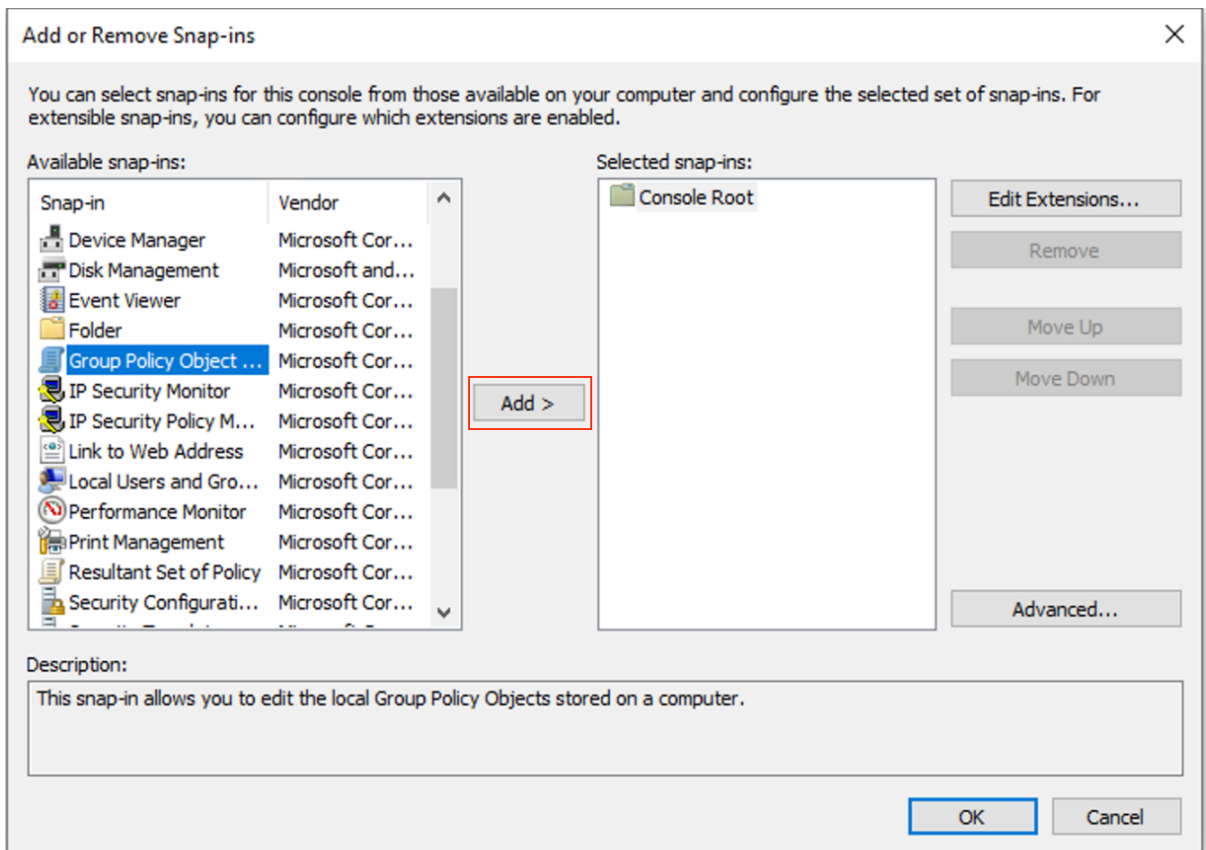 Add or Remove Snap-ins
You can select snap-ins for this console from those available on your computer and configure the selected set of snap-ins. For
extensible snap-ins, you can configure which extensions are enabled.
Available snap-ins:
Snap-in Vendor
Device Manager Microsoft Cor...
Disk Management Microsoft and...
Event Viewer Microsoft Cor...
Folder Microsoft Cor...
Group Policy Object ... Microsoft Cor...
IP Security Monitor Microsoft Cor...
IP Security Policy M... Microsoft Cor...
Link to Web Address Microsoft Cor...
Local Users and Gro... Microsoft Cor...
Performance Monitor Microsoft Cor...
Print Management Microsoft Cor...
Resultant Set of Policy Microsoft Cor...
Security Configurati... Microsoft Cor...
Add >
Selected snap-ins:
Console Root
Edit Extensions...
Remove
Move Up
Move Down
Advanced...
Description:
This snap-in allows you to edit the local Group Policy Objects stored on a computer.
OK
Cancel